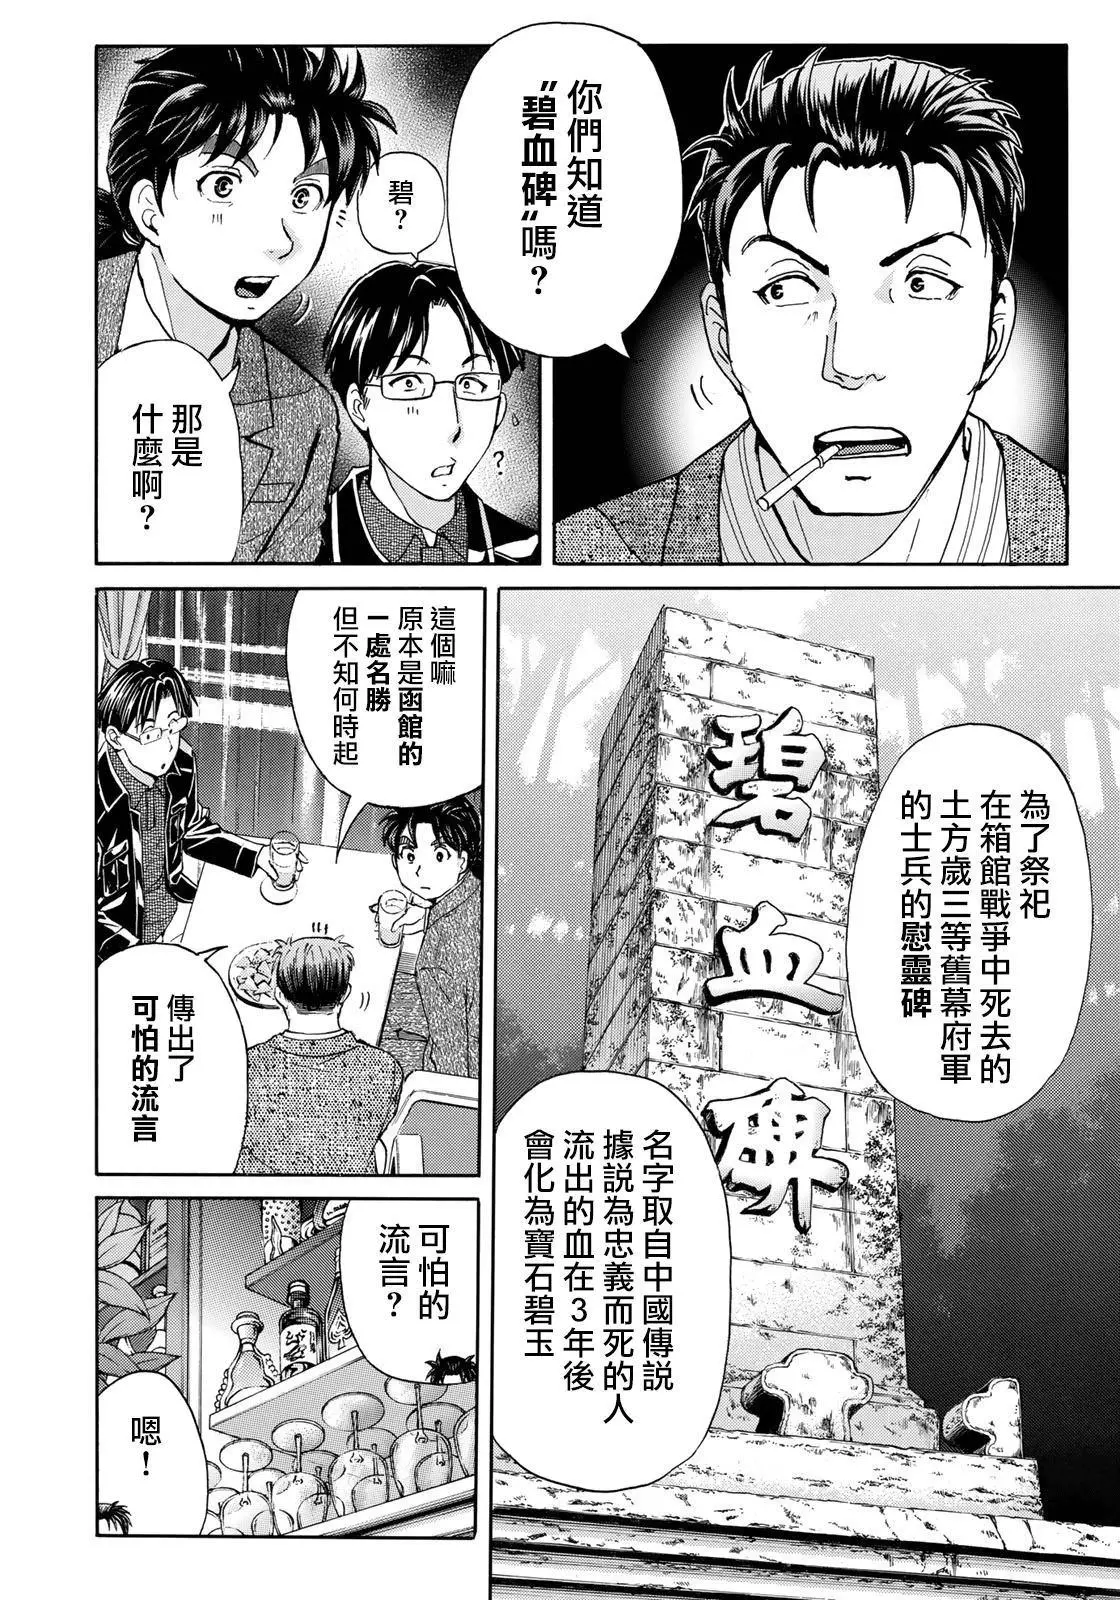 你們知道
"碧血碑"嗎？
碧？
那是
什麼啊？
為了祭祀
在箱館戰爭中死去的
土方歲三等舊幕府軍
的士兵的慰靈碑
碧血碑
名字取自中國傳説
據説為忠義而死的人
流出的血在3年後
會化為寶石碧玉
這個嘛
原本是函館的
一處名勝
但不知何時起
傳出了
可怕的流言
可怕的
流言？
嗯！